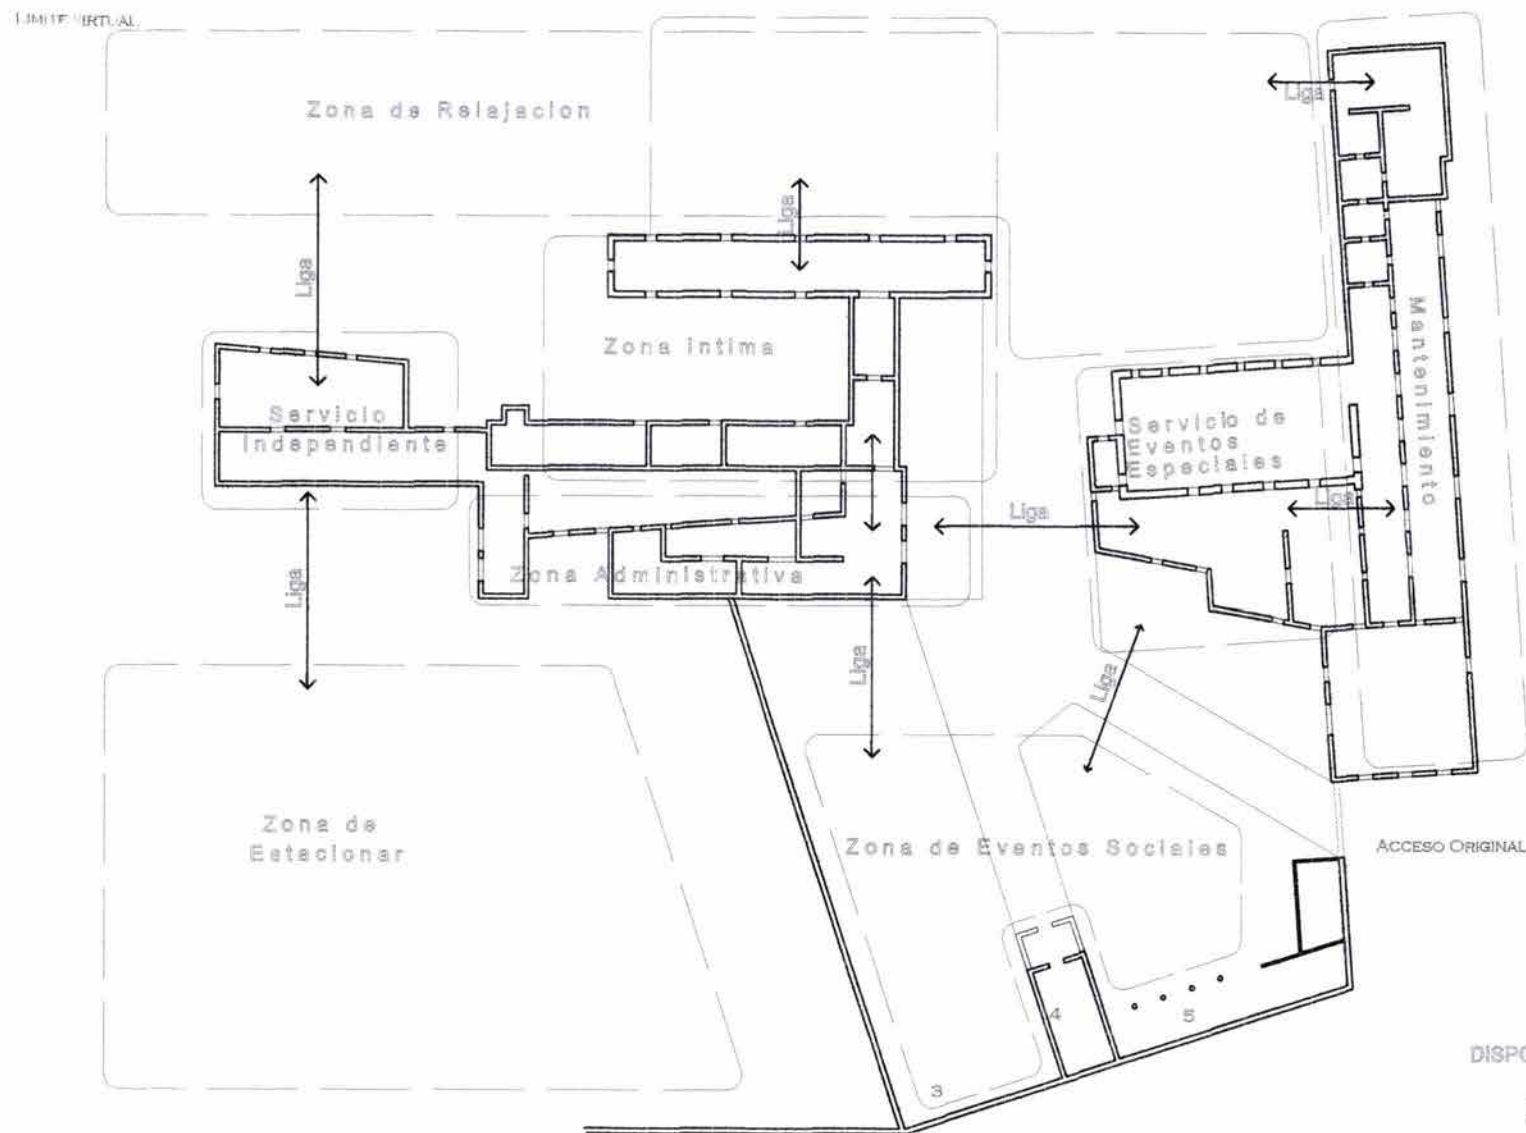 LIMITE VIRTUAL
Zona de Relajacion
Liga
Liga
Liga
Zona intima
Mantenimiento
Servicio
Independiente
Servicio de
Eventos
Especiales
Liga
Liga
Zona Administrativa
Liga
Liga
Liga
Zona de
Estacionar
Zona de Eventos Sociales
ACCESO ORIGINAL
4
5
DISPO
3